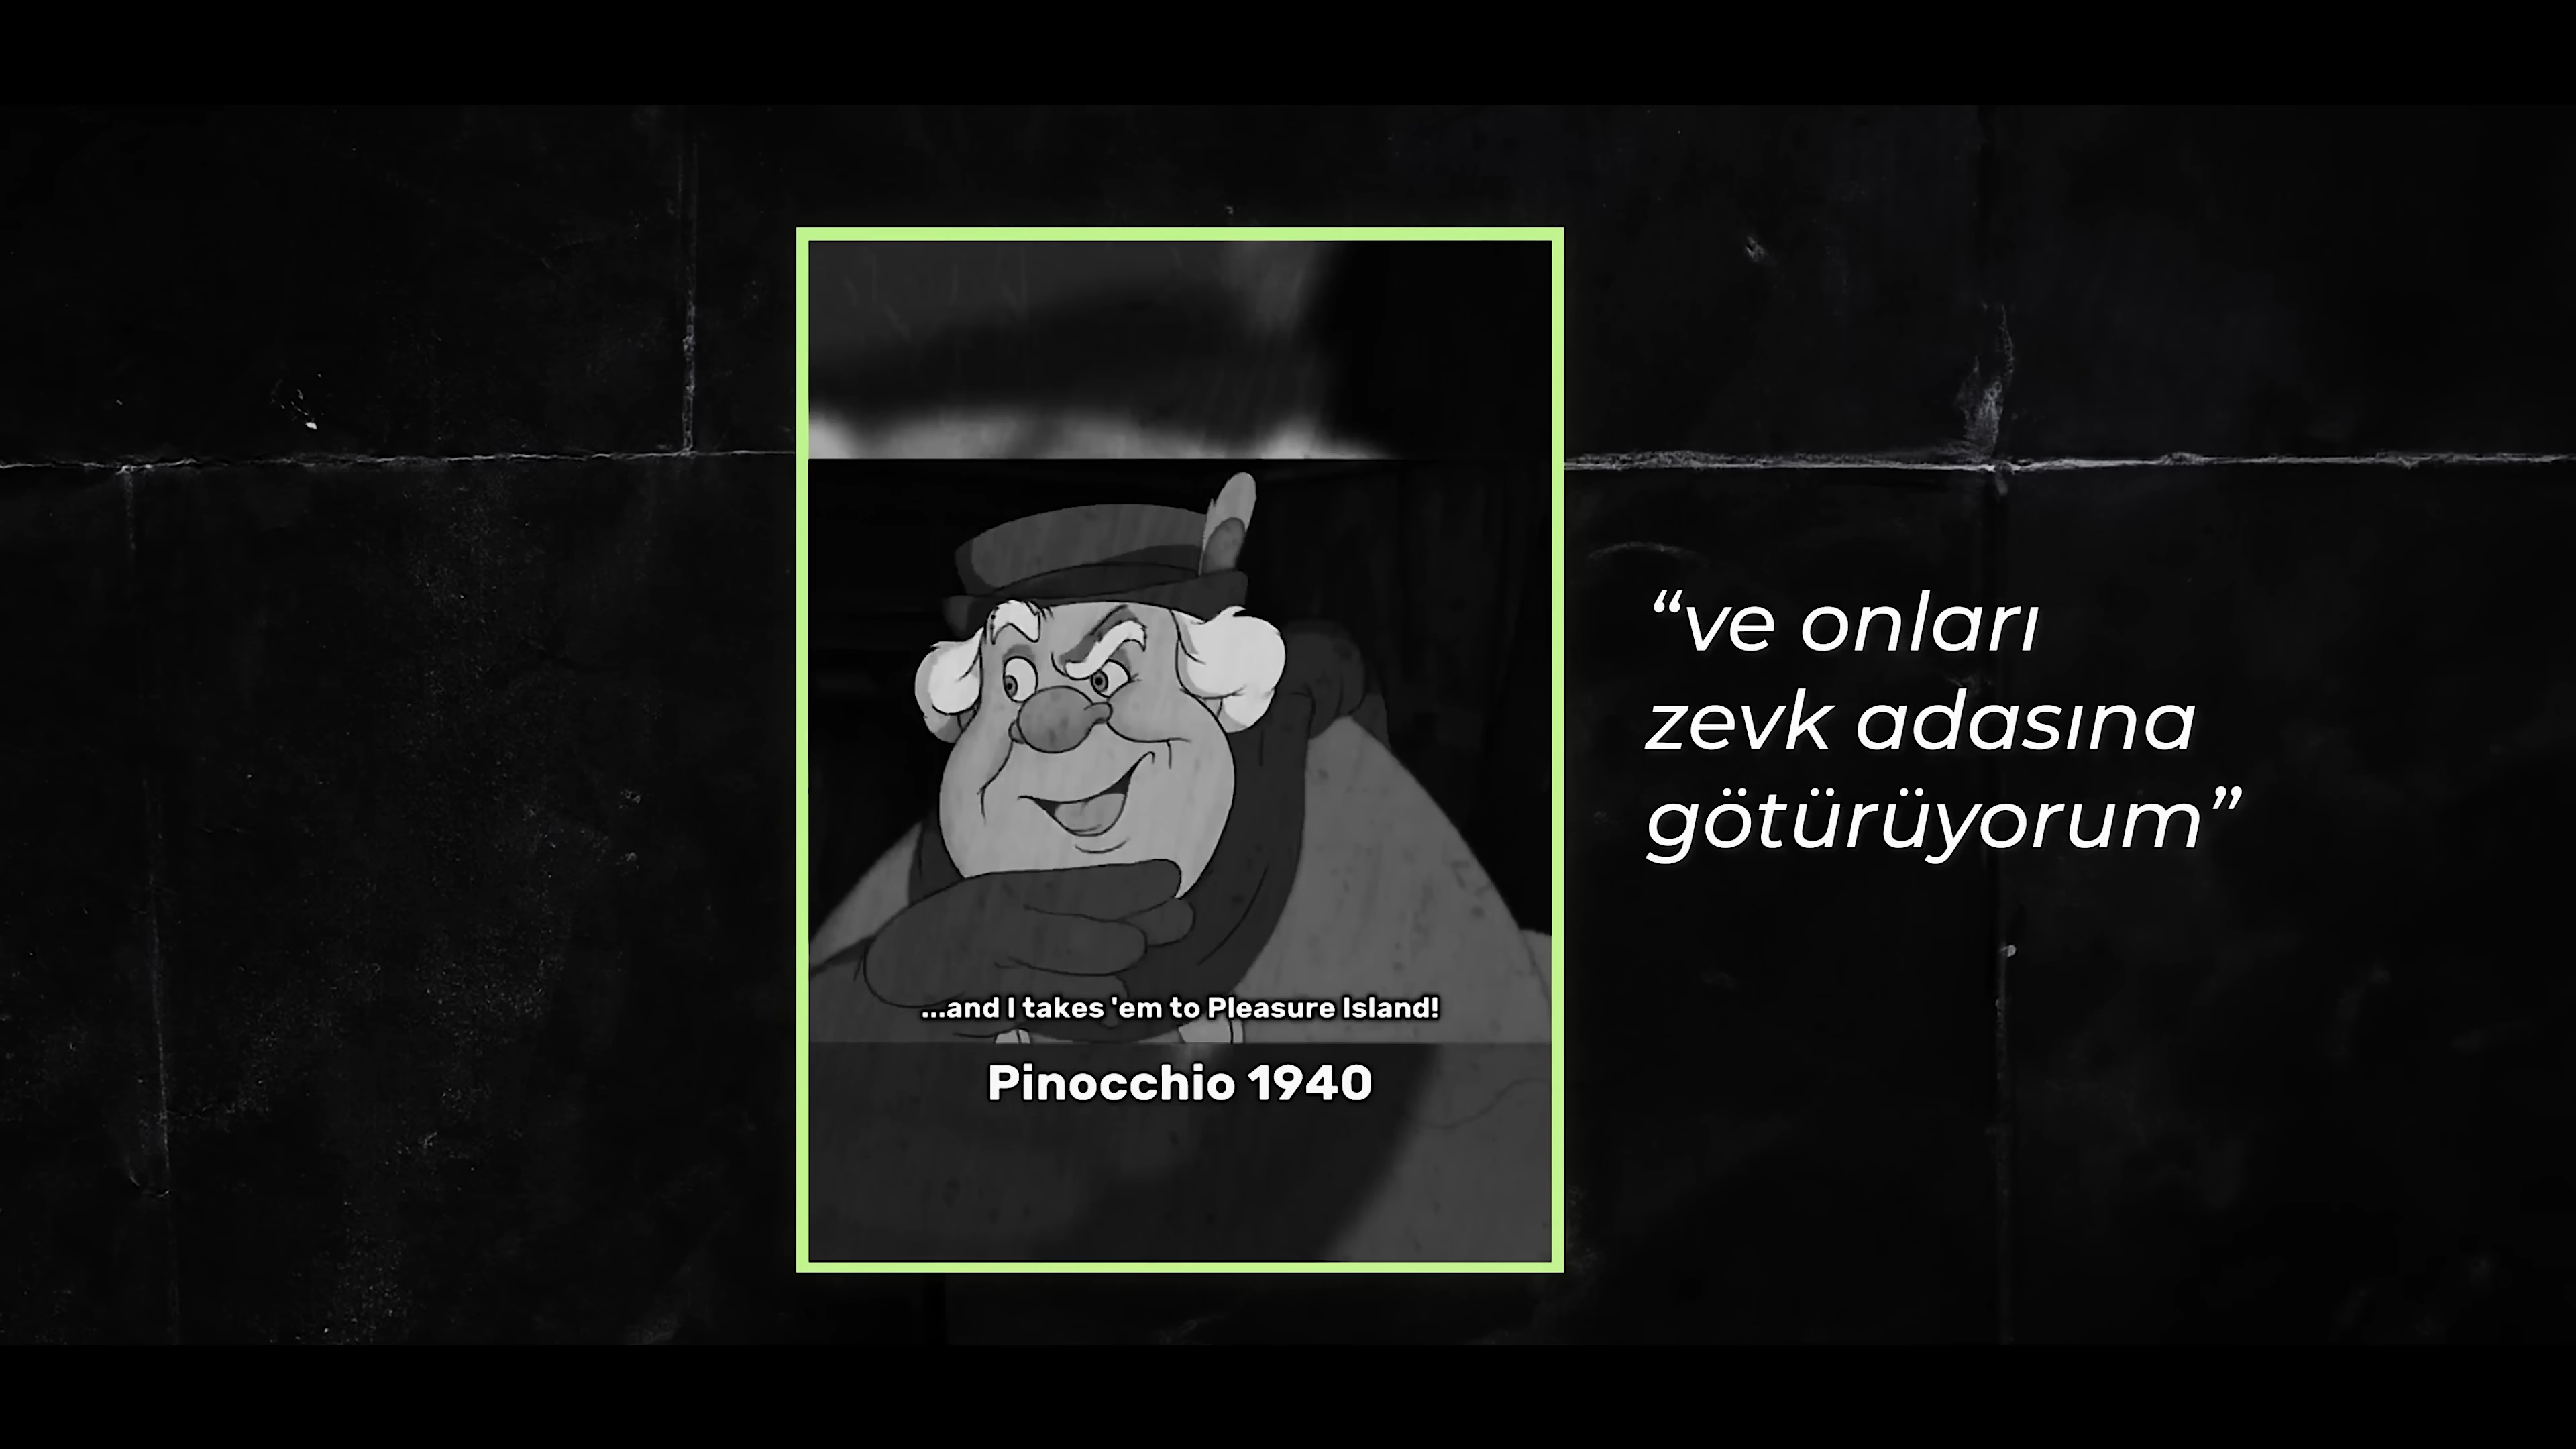 “ve onları
zevk adasına
götürüyorum”
...and I takes 'em to Pleasure Island!
Pinocchio 1940